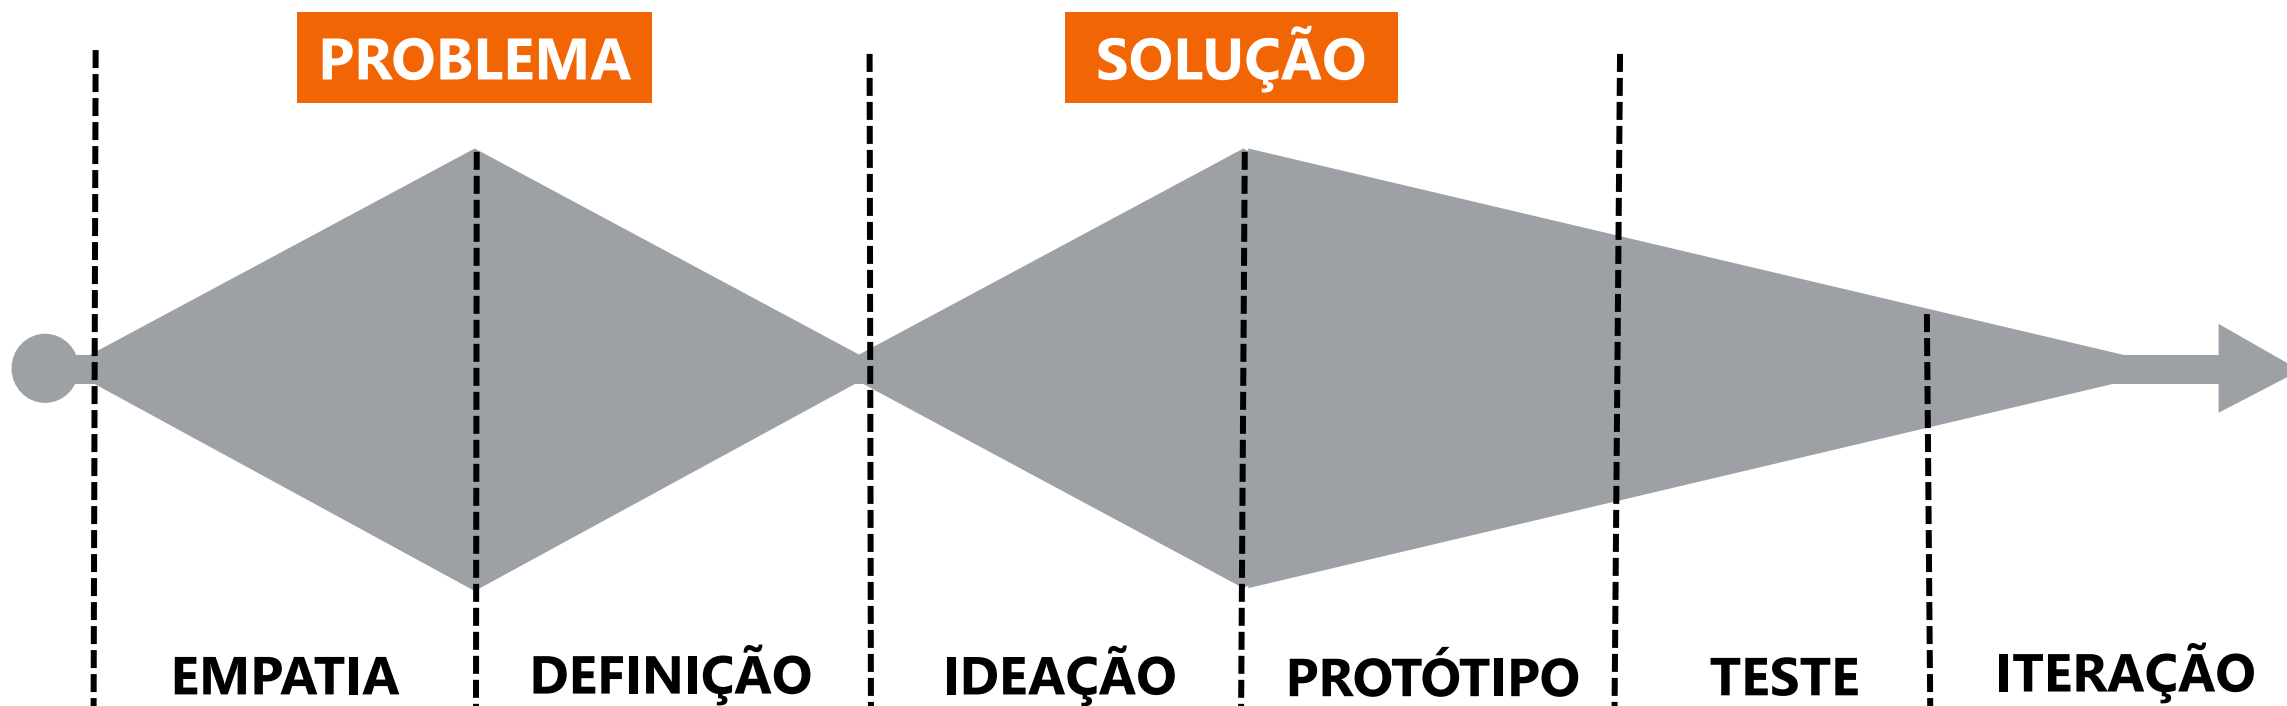 PROBLEMA
SOLUÇÃO
EMPATIA
DEFINIÇÃO
IDEAÇÃO
PROTÓTIPO
TESTE
ITERAÇÃO